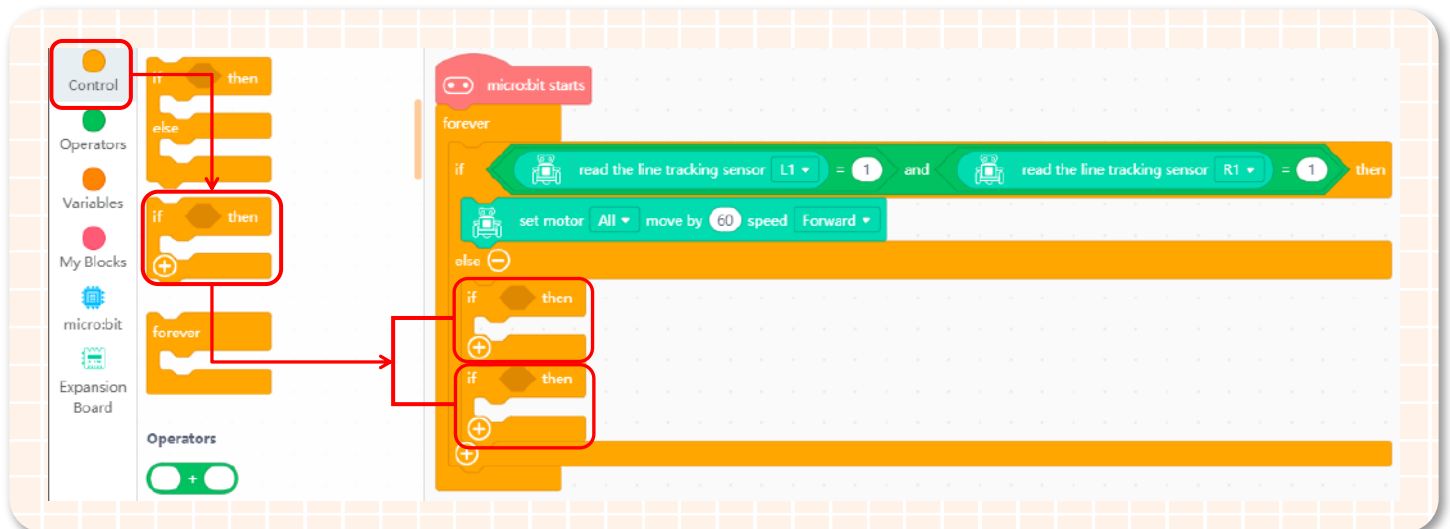 Control
Operators
Variables
My Blocks
micro:bit
Expansion
Board
if then
else
if then
forever
Operators
+
micro:bit starts
forever
if read the line tracking sensor L1 = 1 and read the line tracking sensor R1 = 1 then
set motor All move by 60 speed Forward
else
if then
if then